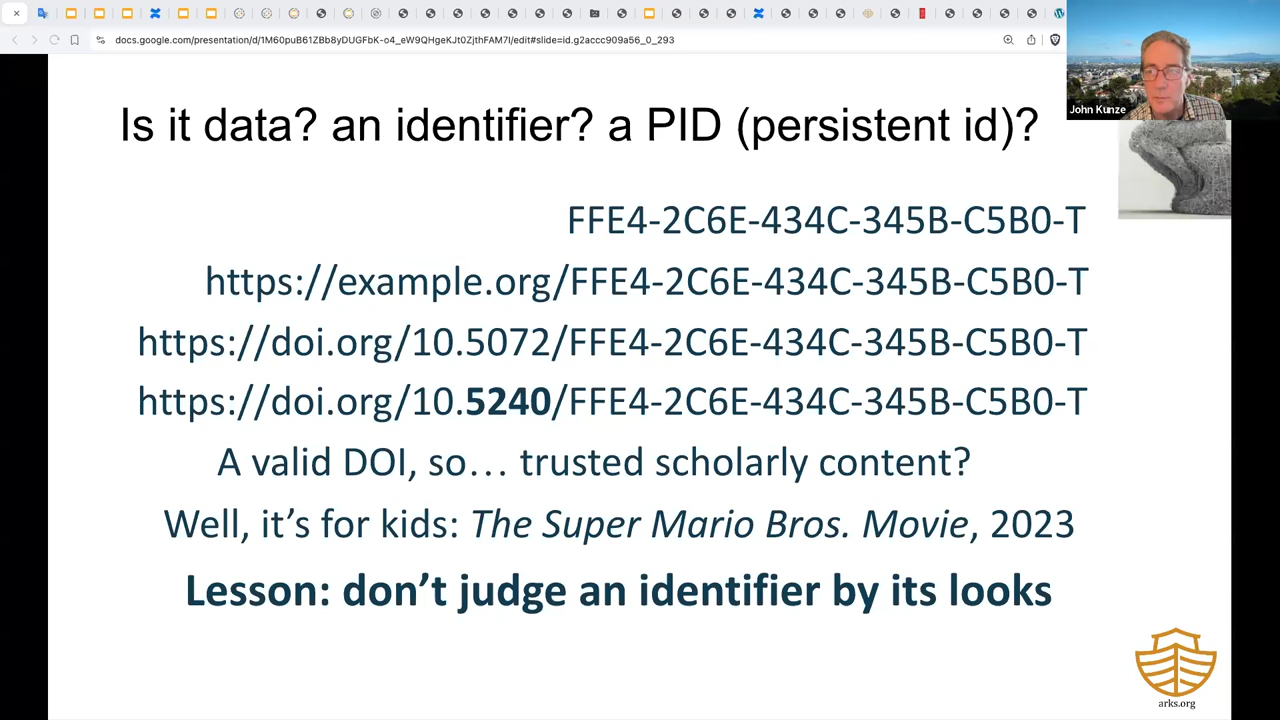 docs.google.com/presentation/d/1M60puB61ZBb8yDUGFbK-o4_eW9QHgeKJt0ZjthFAM7I/edit#slide=id.g2accc909a56_0_293
John Kunze
Is it data? an identifier? a PID (persistent id)?
FFE4-2C6E-434C-345B-C5B0-T
https://example.org/FFE4-2C6E-434C-345B-C5B0-T
https://doi.org/10.5072/FFE4-2C6E-434C-345B-C5B0-T
https://doi.org/10.5240/FFE4-2C6E-434C-345B-C5B0-T
A valid DOI, so… trusted scholarly content?
Well, it’s for kids: The Super Mario Bros. Movie, 2023
Lesson: don’t judge an identifier by its looks
arks.org